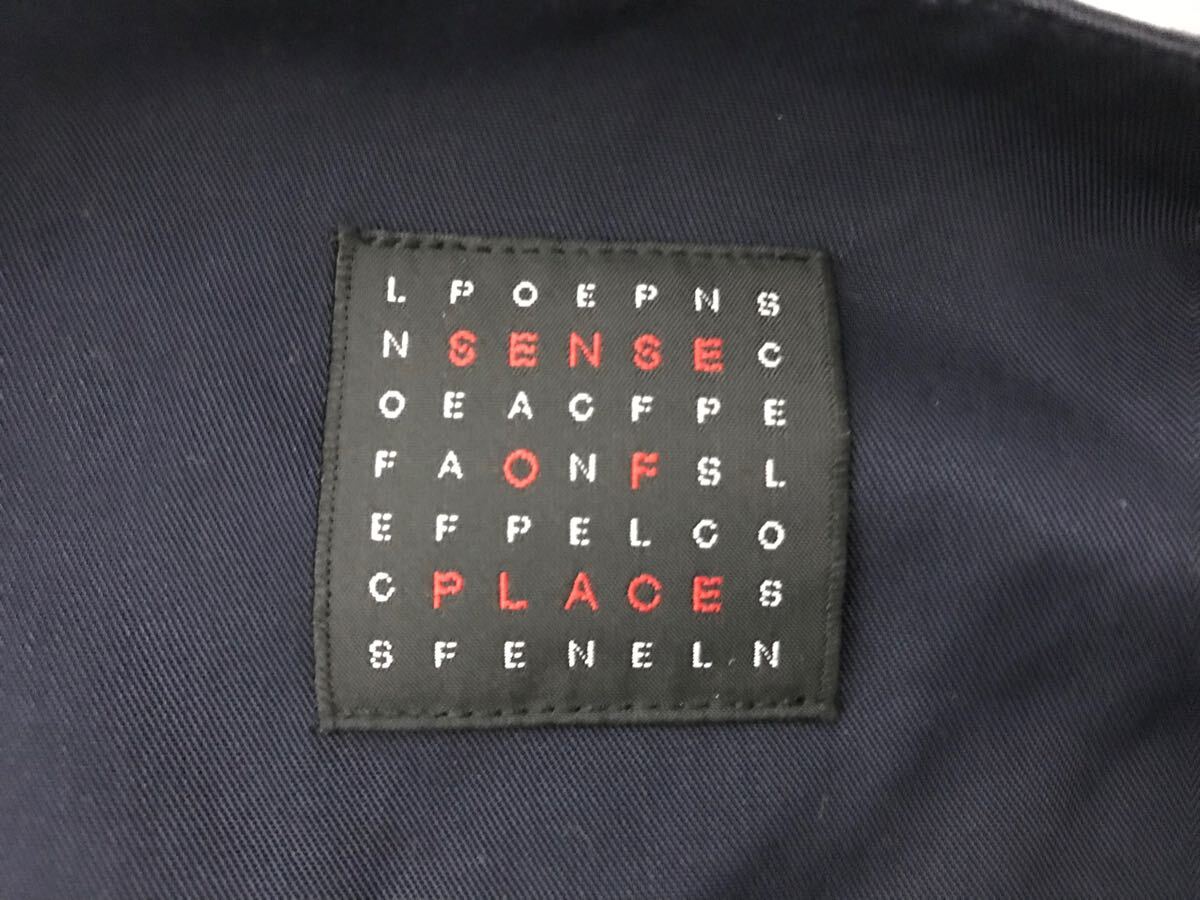 L P O E P N S
N S E N S E C
O E A C F P E
F A O N F S L
E F P E L C O
C P L A C E S
S F E N E L N